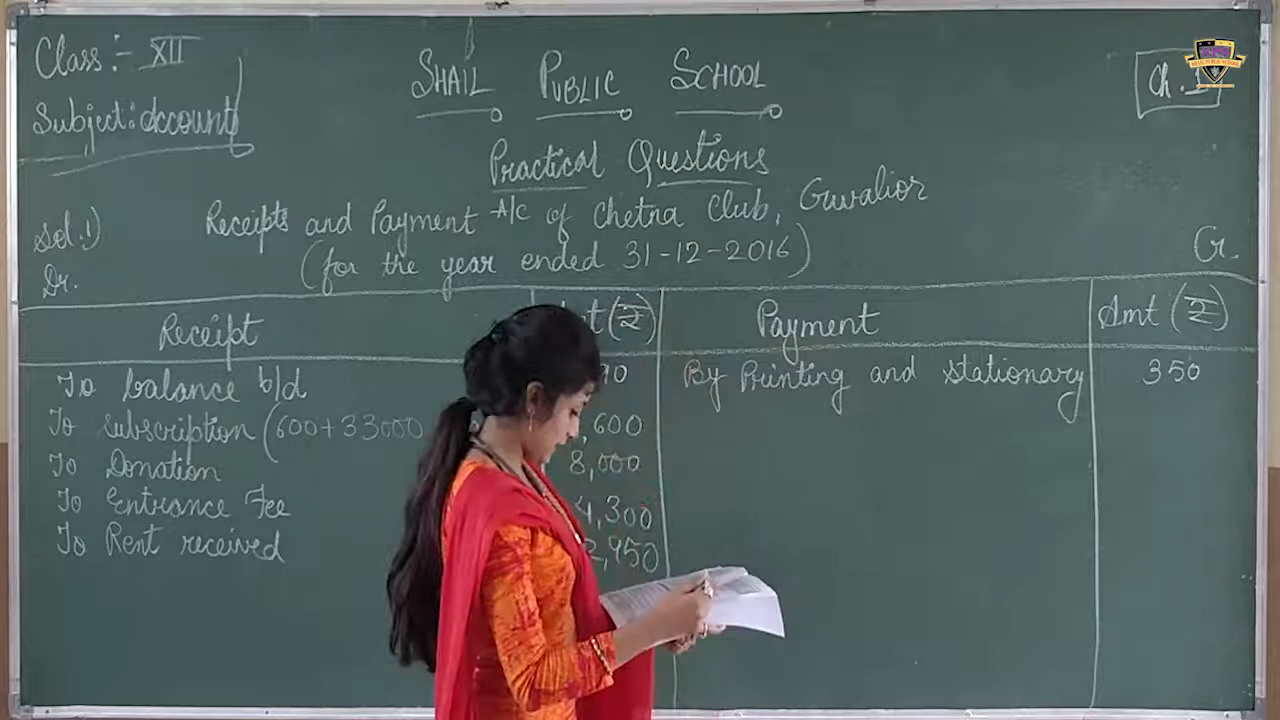 Class:- XII
SHAIL PUBLIC SCHOOL
Subject: Account
Practical Questions
Sol.1) Receipts and Payment A/C of Chetna Club, Gwalior
(for the year ended 31-12-2016)
Dr. Cr.
Receipt (₹) Payment Amt (₹)
To balance b/d By Printing and Stationary 350
To Subscription (600+33000 ,600
To Donation 8,000
To Entrance Fee 4,300
To Rent received 2,950